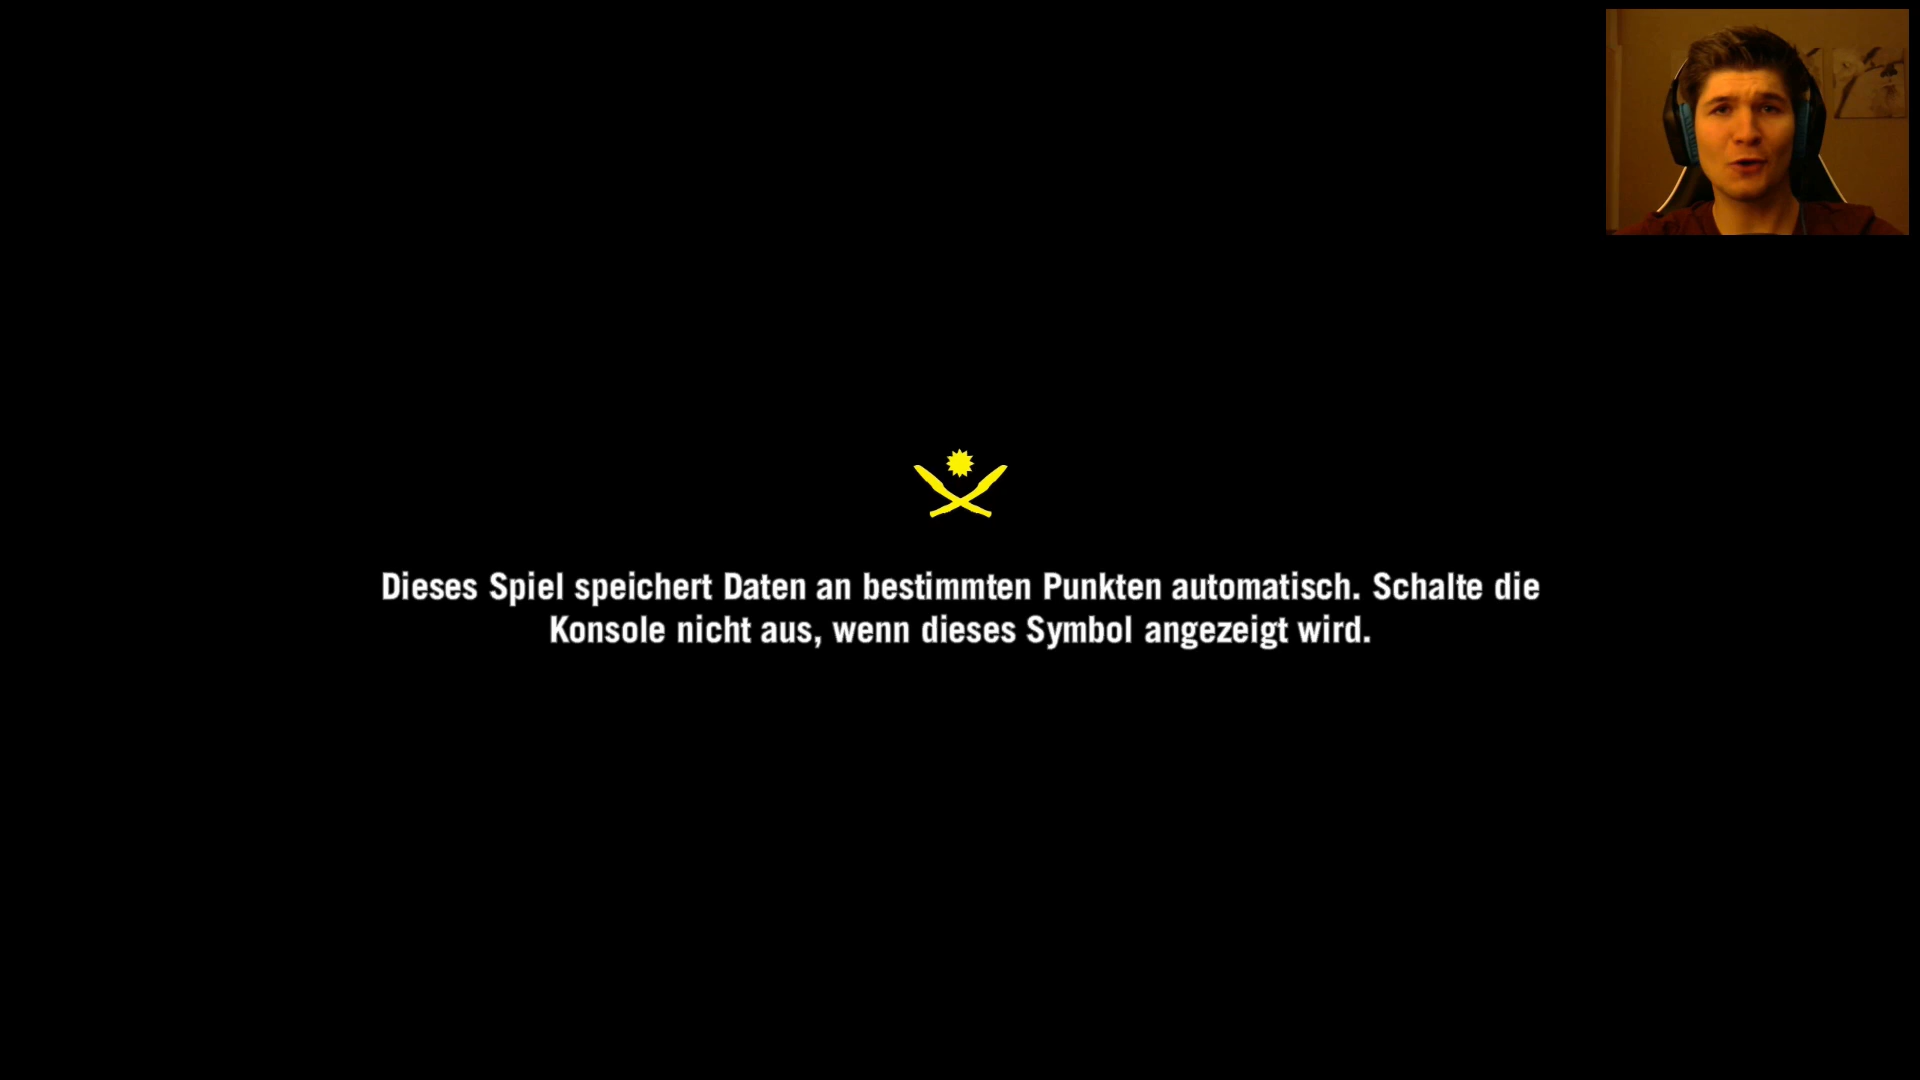 Dieses Spiel speichert Daten an bestimmten Punkten automatisch. Schalte die
Konsole nicht aus, wenn dieses Symbol angezeigt wird.